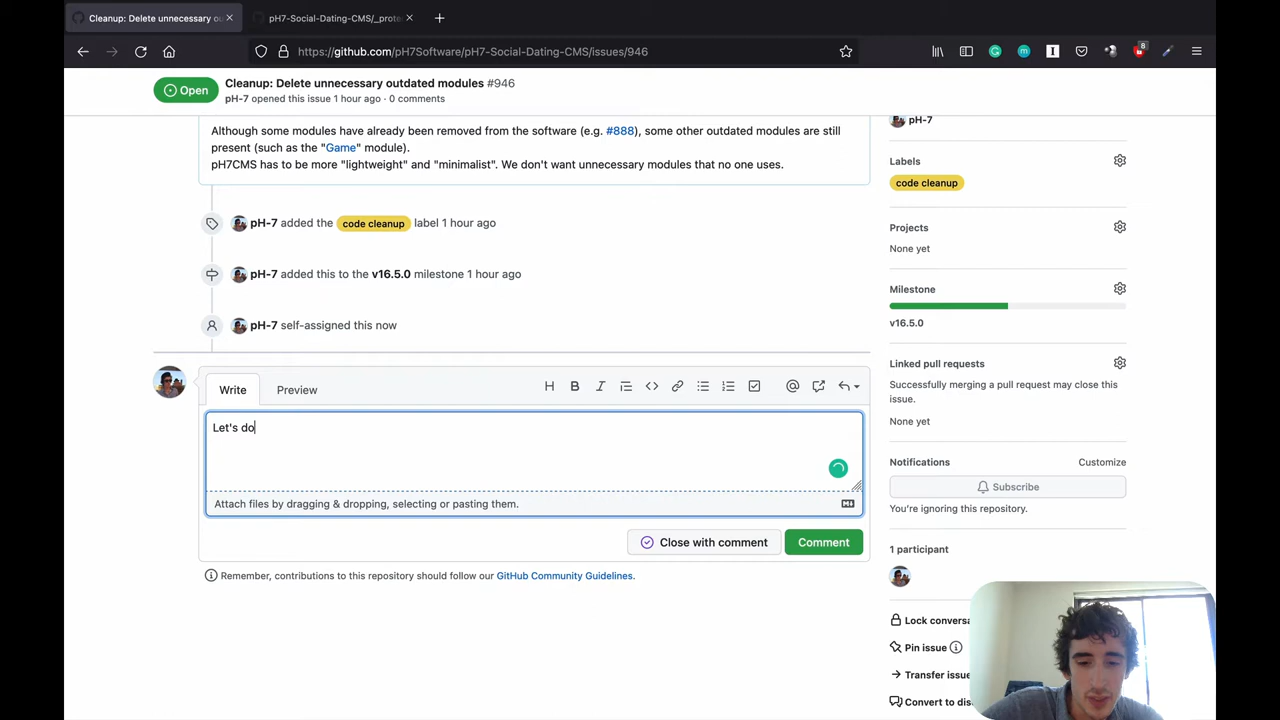 Cleanup: Delete unnecessary ou
pH7-Social-Dating-CMS/_prote
https://github.com/pH7Software/pH7-Social-Dating-CMS/issues/946
8
Open
Cleanup: Delete unnecessary outdated modules #946
pH-7 opened this issue 1 hour ago · 0 comments
Although some modules have already been removed from the software (e.g. #888), some other outdated modules are still
present (such as the "Game" module).
pH7CMS has to be more "lightweight" and "minimalist". We don't want unnecessary modules that no one uses.
pH-7 added the code cleanup label 1 hour ago
pH-7 added this to the v16.5.0 milestone 1 hour ago
pH-7 self-assigned this now
Write
Preview
Let's do
Attach files by dragging & dropping, selecting or pasting them.
Close with comment
Comment
Remember, contributions to this repository should follow our GitHub Community Guidelines.
pH-7
Labels
code cleanup
Projects
None yet
Milestone
v16.5.0
Linked pull requests
Successfully merging a pull request may close this
issue.
None yet
Notifications
Customize
Subscribe
You're ignoring this repository.
1 participant
Lock conversa
Pin issue
Transfer issue
Convert to dis